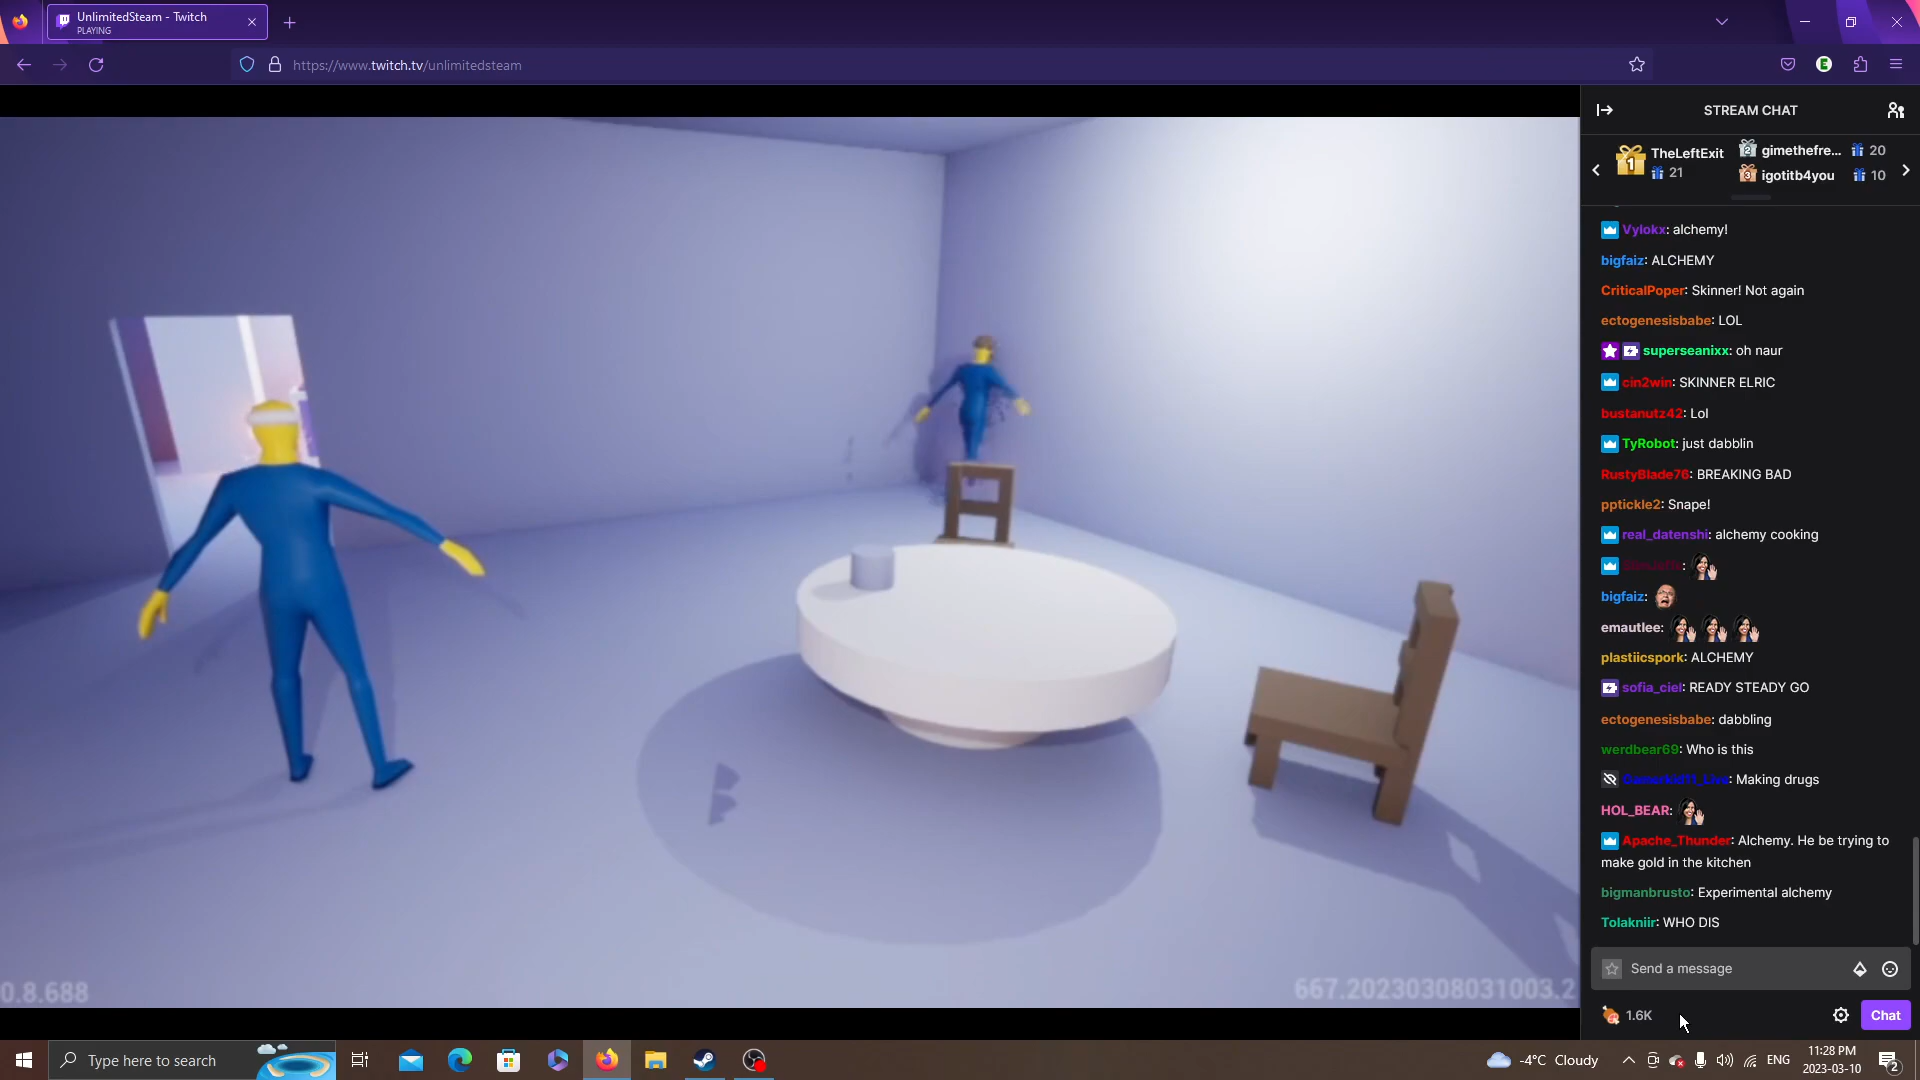 UnlimitedSteam - Twitch
PLAYING
https://www.twitch.tv/unlimitedsteam
STREAM CHAT
1 TheLeftExit 21
2 gimethefre... 20
3 igotitb4you 10
Vylokx: alchemy!
bigfaiz: ALCHEMY
CriticalPoper: Skinner! Not again
ectogenesisbabe: LOL
superseanixx: oh naur
cin2win: SKINNER ELRIC
bustanutz42: Lol
TyRobot: just dabblin
RustyBlade76: BREAKING BAD
pptickle2: Snape!
real_datenshi: alchemy cooking
bigfaiz:
emautlee:
plastiicspork: ALCHEMY
sofia_ciel: READY STEADY GO
ectogenesisbabe: dabbling
werdbear69: Who is this
: Making drugs
HOL_BEAR:
Apache_Thunder: Alchemy. He be trying to
make gold in the kitchen
bigmanbrusto: Experimental alchemy
Tolakniir: WHO DIS
Send a message
1.6K
Chat
0.8.688
667.20230308031003.2
Type here to search
-4°C Cloudy
ENG
11:28 PM
2023-03-10
2